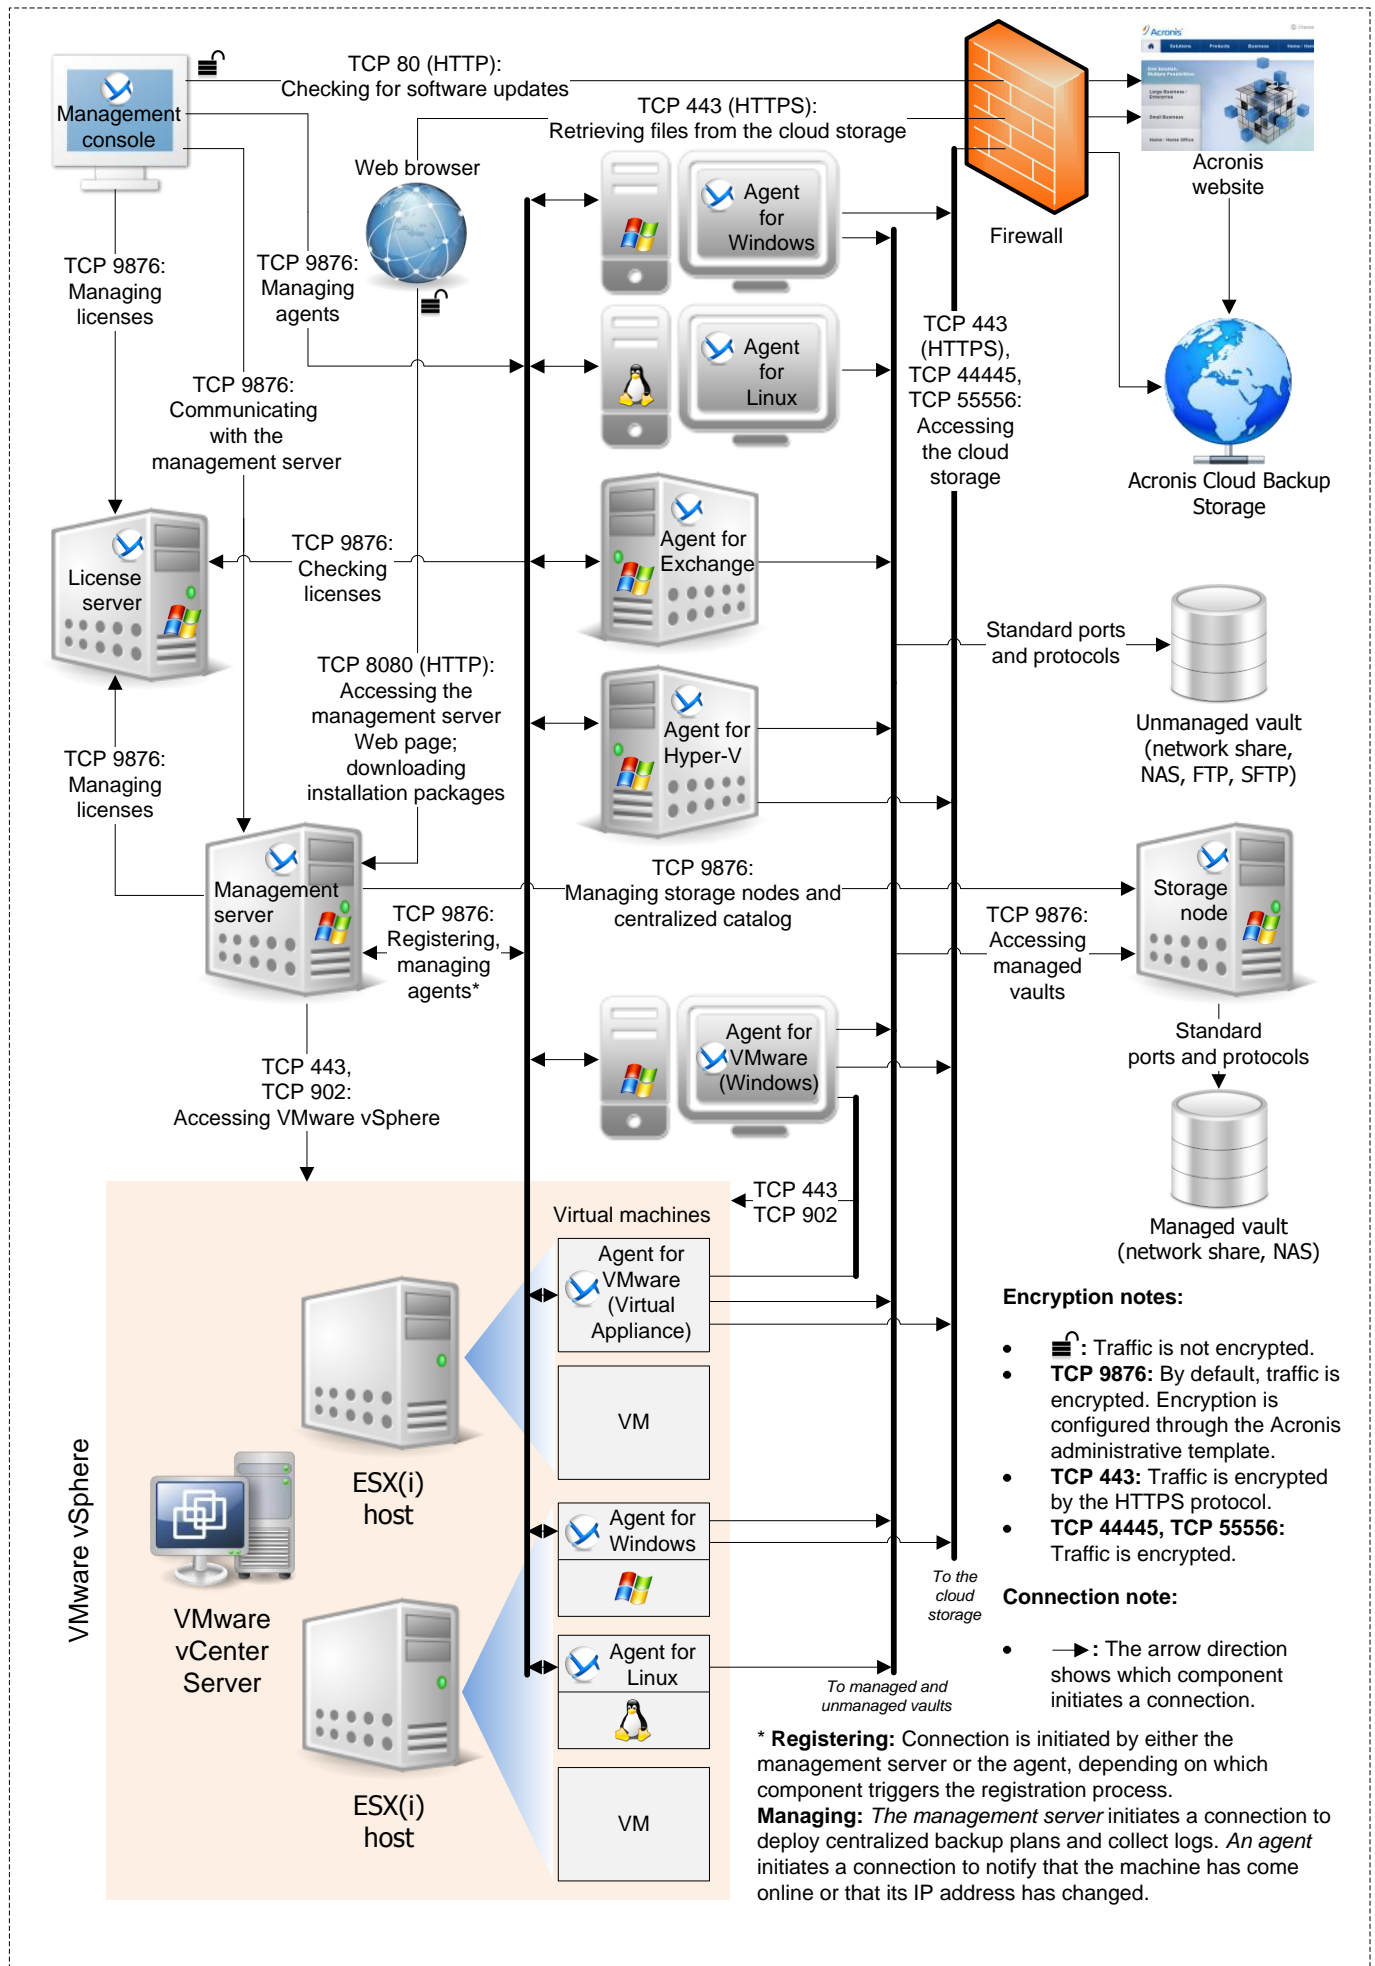 TCP 80 (HTTP):
Checking for software updates
Management
console
TCP 443 (HTTPS):
Retrieving files from the cloud storage
Acronis
Solutions
Products
Business
Small Business
Home / Home Office
Acronis
website
Web browser
Agent
for
Windows
Firewall
TCP 9876:
Managing
licenses
TCP 9876:
Managing
agents
TCP 443
(HTTPS),
TCP 44445,
TCP 55556:
Accessing
the cloud
storage
Agent
for
Linux
TCP 9876:
Communicating
with the
management server
Acronis Cloud Backup
Storage
License
server
TCP 9876:
Checking
licenses
Agent for
Exchange
Standard ports
and protocols
TCP 8080 (HTTP):
Accessing the
management server
Web page;
downloading
installation packages
Agent for
Hyper-V
Unmanaged vault
(network share,
NAS, FTP, SFTP)
TCP 9876:
Managing
licenses
Management
server
TCP 9876:
Managing storage nodes and
centralized catalog
Storage
node
TCP 9876:
Registering,
managing
agents*
TCP 9876:
Accessing
managed
vaults
Agent for
VMware
(Windows)
Standard
ports and protocols
TCP 443,
TCP 902:
Accessing VMware vSphere
TCP 443
TCP 902
Virtual machines
Managed vault
(network share, NAS)
Agent for
VMware
(Virtual
Appliance)
VM
ESX(i)
host
VMware vSphere
VMware
vCenter
Server
Agent for
Windows
Agent for
Linux
ESX(i)
host
VM
To the
cloud
storage
To managed and
unmanaged vaults
Encryption notes:
• : Traffic is not encrypted.
• TCP 9876: By default, traffic is
encrypted. Encryption is
configured through the Acronis
administrative template.
• TCP 443: Traffic is encrypted
by the HTTPS protocol.
• TCP 44445, TCP 55556:
Traffic is encrypted.
Connection note:
• : The arrow direction
shows which component
initiates a connection.
* Registering: Connection is initiated by either the
management server or the agent, depending on which
component triggers the registration process.
Managing: The management server initiates a connection to
deploy centralized backup plans and collect logs. An agent
initiates a connection to notify that the machine has come
online or that its IP address has changed.